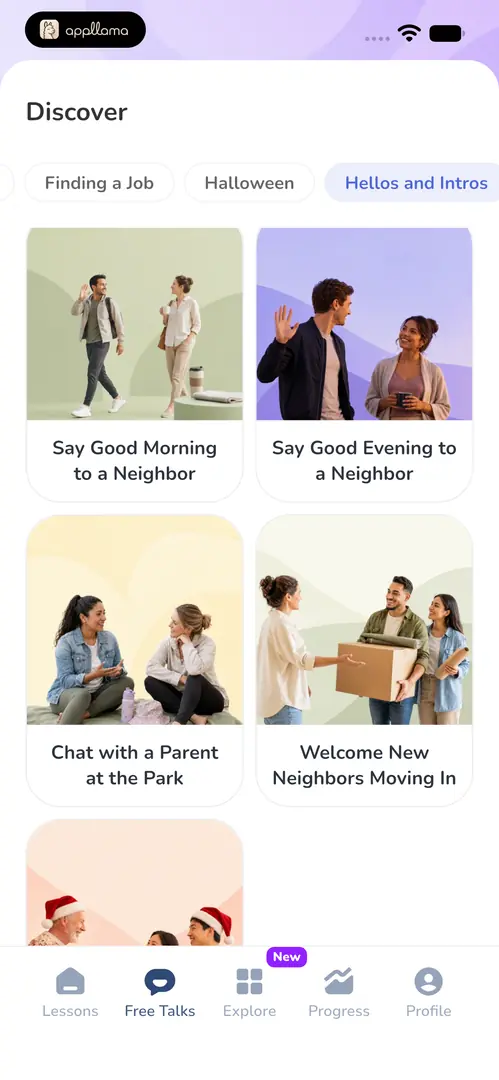 appllama
Discover
Finding a Job
Halloween
Hellos and Intros
Say Good Morning
to a Neighbor
Say Good Evening to
a Neighbor
Chat with a Parent
at the Park
Welcome New
Neighbors Moving In
New
Lessons
Free Talks
Explore
Progress
Profile